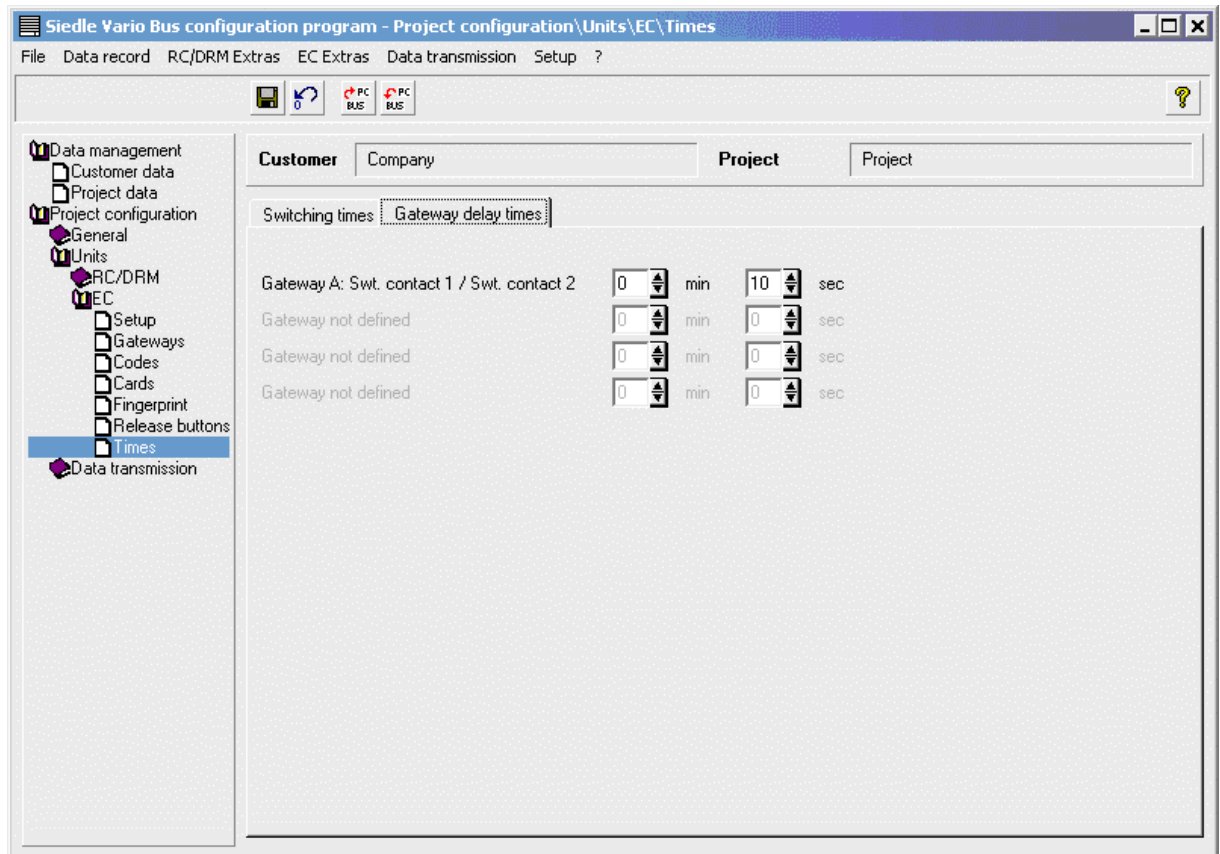 Siedle Vario Bus configuration program - Project configuration\Units\EC\Times
File Data record RC/DRM Extras EC Extras Data transmission Setup ?
0 PC BUS PC BUS ?
Data management
Customer data
Project data
Project configuration
General
Units
RC/DRM
EC
Setup
Gateways
Codes
Cards
Fingerprint
Release buttons
Times
Data transmission
Customer Company Project Project
Switching times Gateway delay times
Gateway A: Swt. contact 1 / Swt. contact 2 0 min 10 sec
Gateway not defined 0 min 0 sec
Gateway not defined 0 min 0 sec
Gateway not defined 0 min 0 sec